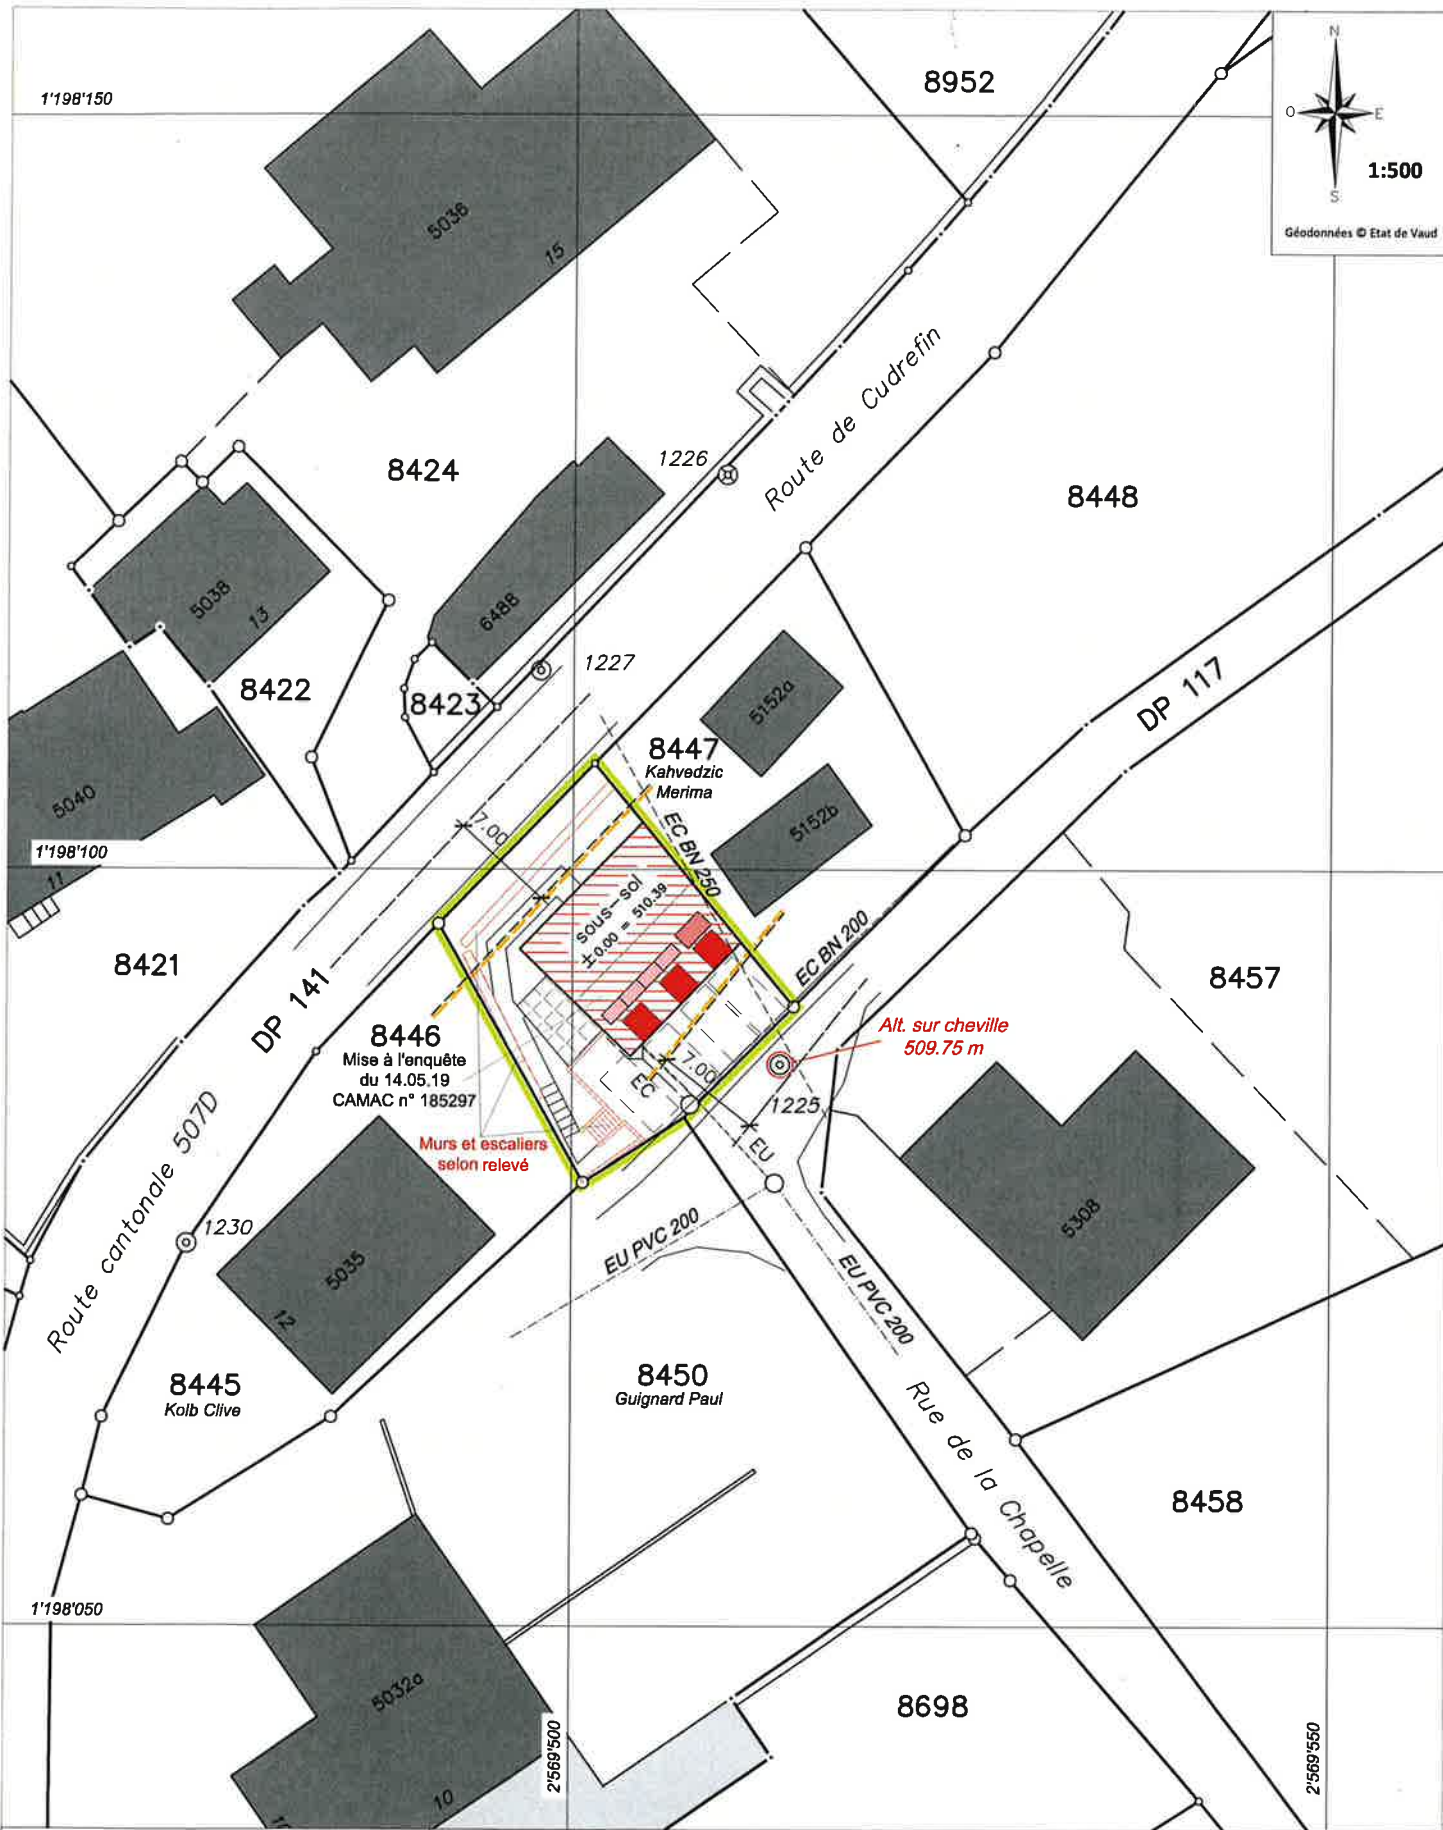 8952
1'198'150
N
O
E
S
1:500
Géodonnées © Etat de Vaud
5036
15
Route de Cudrefin
1226
8424
8448
5038
13
6488
1227
8422
8423
DP 117
5152a
8447
Kahvedzic
Merima
5040
11
5152b
7.00
EC BN 250
1'198'100
sous-sol
±0.00 = 510.39
EC BN 200
8421
8457
DP 141
8446
Mise à l'enquête
du 14.05.19
CAMAC n° 185297
Alt. sur cheville
509.75 m
7.00
EC
1225
EU
Murs et escaliers
selon relevé
Route cantonale 507D
1230
5308
EU PVC 200
5035
12
EU PVC 200
8445
Kolb Clive
8450
Guignard Paul
Rue de la Chapelle
8458
1'198'050
5032a
8698
2'569'500
2'569'550
10